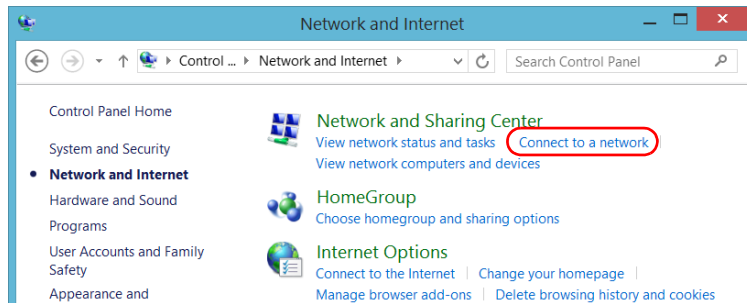 Network and Internet
Control ... Network and Internet
Search Control Panel
Control Panel Home
System and Security
Network and Internet
Hardware and Sound
Programs
User Accounts and Family
Safety
Appearance and
Network and Sharing Center
View network status and tasks Connect to a network
View network computers and devices
HomeGroup
Choose homegroup and sharing options
Internet Options
Connect to the Internet Change your homepage
Manage browser add-ons Delete browsing history and cookies